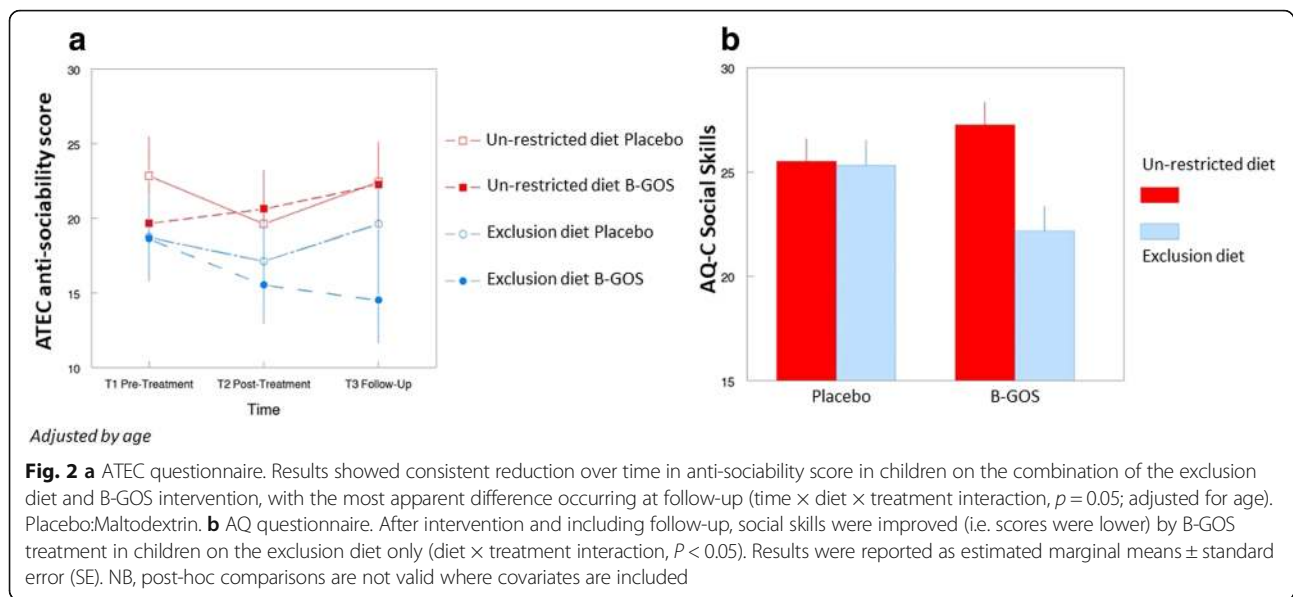 a
30
25
20
15
10
ATEC anti-sociability score
T1 Pre-Treatment
T2 Post-Treatment
T3 Follow-Up
Time
Un-restricted diet Placebo
Un-restricted diet B-GOS
Exclusion diet Placebo
Exclusion diet B-GOS
Adjusted by age
b
30
25
20
15
AQ-C Social Skills
Placebo
B-GOS
Un-restricted diet
Exclusion diet
Fig. 2 a ATEC questionnaire. Results showed consistent reduction over time in anti-sociability score in children on the combination of the exclusion
diet and B-GOS intervention, with the most apparent difference occurring at follow-up (time × diet × treatment interaction, p = 0.05; adjusted for age).
Placebo:Maltodextrin. b AQ questionnaire. After intervention and including follow-up, social skills were improved (i.e. scores were lower) by B-GOS
treatment in children on the exclusion diet only (diet × treatment interaction, P < 0.05). Results were reported as estimated marginal means ± standard
error (SE). NB, post-hoc comparisons are not valid where covariates are included